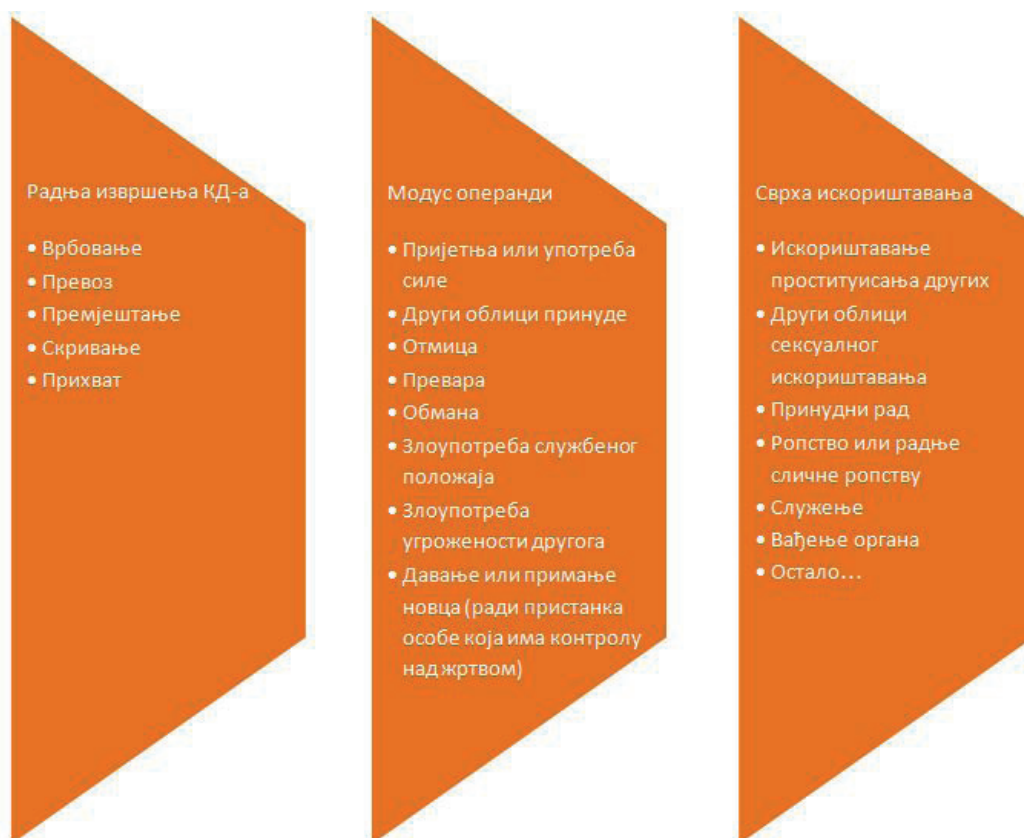 Радња извршења КД-а
• Врбовање
• Превоз
• Премјештање
• Скривање
• Прихват
Модус операнди
• Пријетња или употреба
силе
• Други облици принуде
• Отмица
• Превара
• Обмана
• Злоупотреба службеног
положаја
• Злоупотреба
угрожености другога
• Давање или примање
новца (ради пристанка
особе која има контролу
над жртвом)
Сврха искориштавања
• Искориштавање
проституисања других
• Други облици
сексуалног
искориштавања
• Принудни рад
• Ропство или радње
сличне ропству
• Служење
• Вађење органа
• Остало...